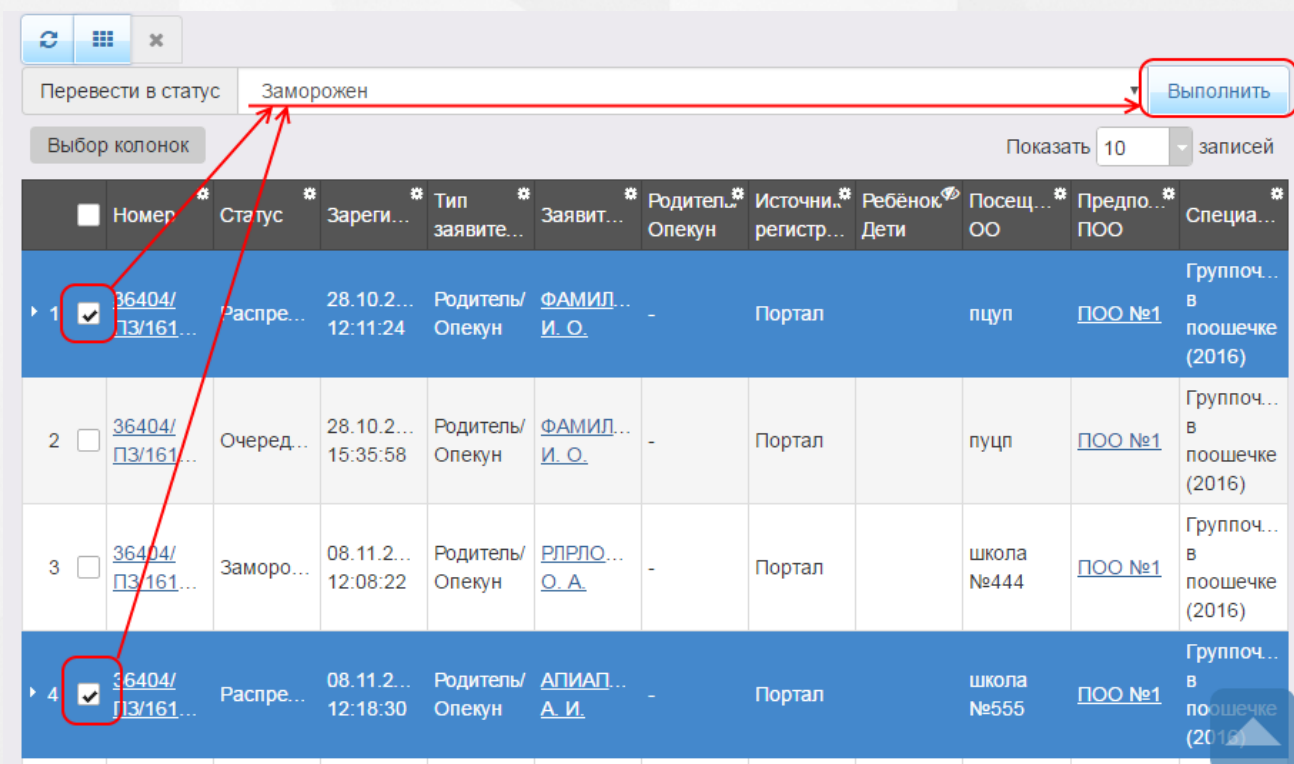 Перевести в статус Заморожен Выполнить
Выбор колонок Показать 10 записей
Номер Статус Зареги... Тип заявите... Заявит... Родител... Опекун Источни... регистр... Ребёнок Дети Посещ... ОО Предпо... ПОО Специа...
1 36404/ ПЗ/161... Распре... 28.10.2... 12:11:24 Родитель/ Опекун ФАМИЛ... И. О. - Портал пцуп ПОО №1 Группоч... в поошечке (2016)
2 36404/ ПЗ/161... Очеред... 28.10.2... 15:35:58 Родитель/ Опекун ФАМИЛ... И. О. - Портал пуцп ПОО №1 Группоч... в поошечке (2016)
3 36404/ ПЗ/161... Заморо... 08.11.2... 12:08:22 Родитель/ Опекун РЛРЛО... О. А. - Портал школа №444 ПОО №1 Группоч... в поошечке (2016)
4 36404/ ПЗ/161... Распре... 08.11.2... 12:18:30 Родитель/ Опекун АПИАП... А. И. - Портал школа №555 ПОО №1 Группоч... в поошечке (2016)